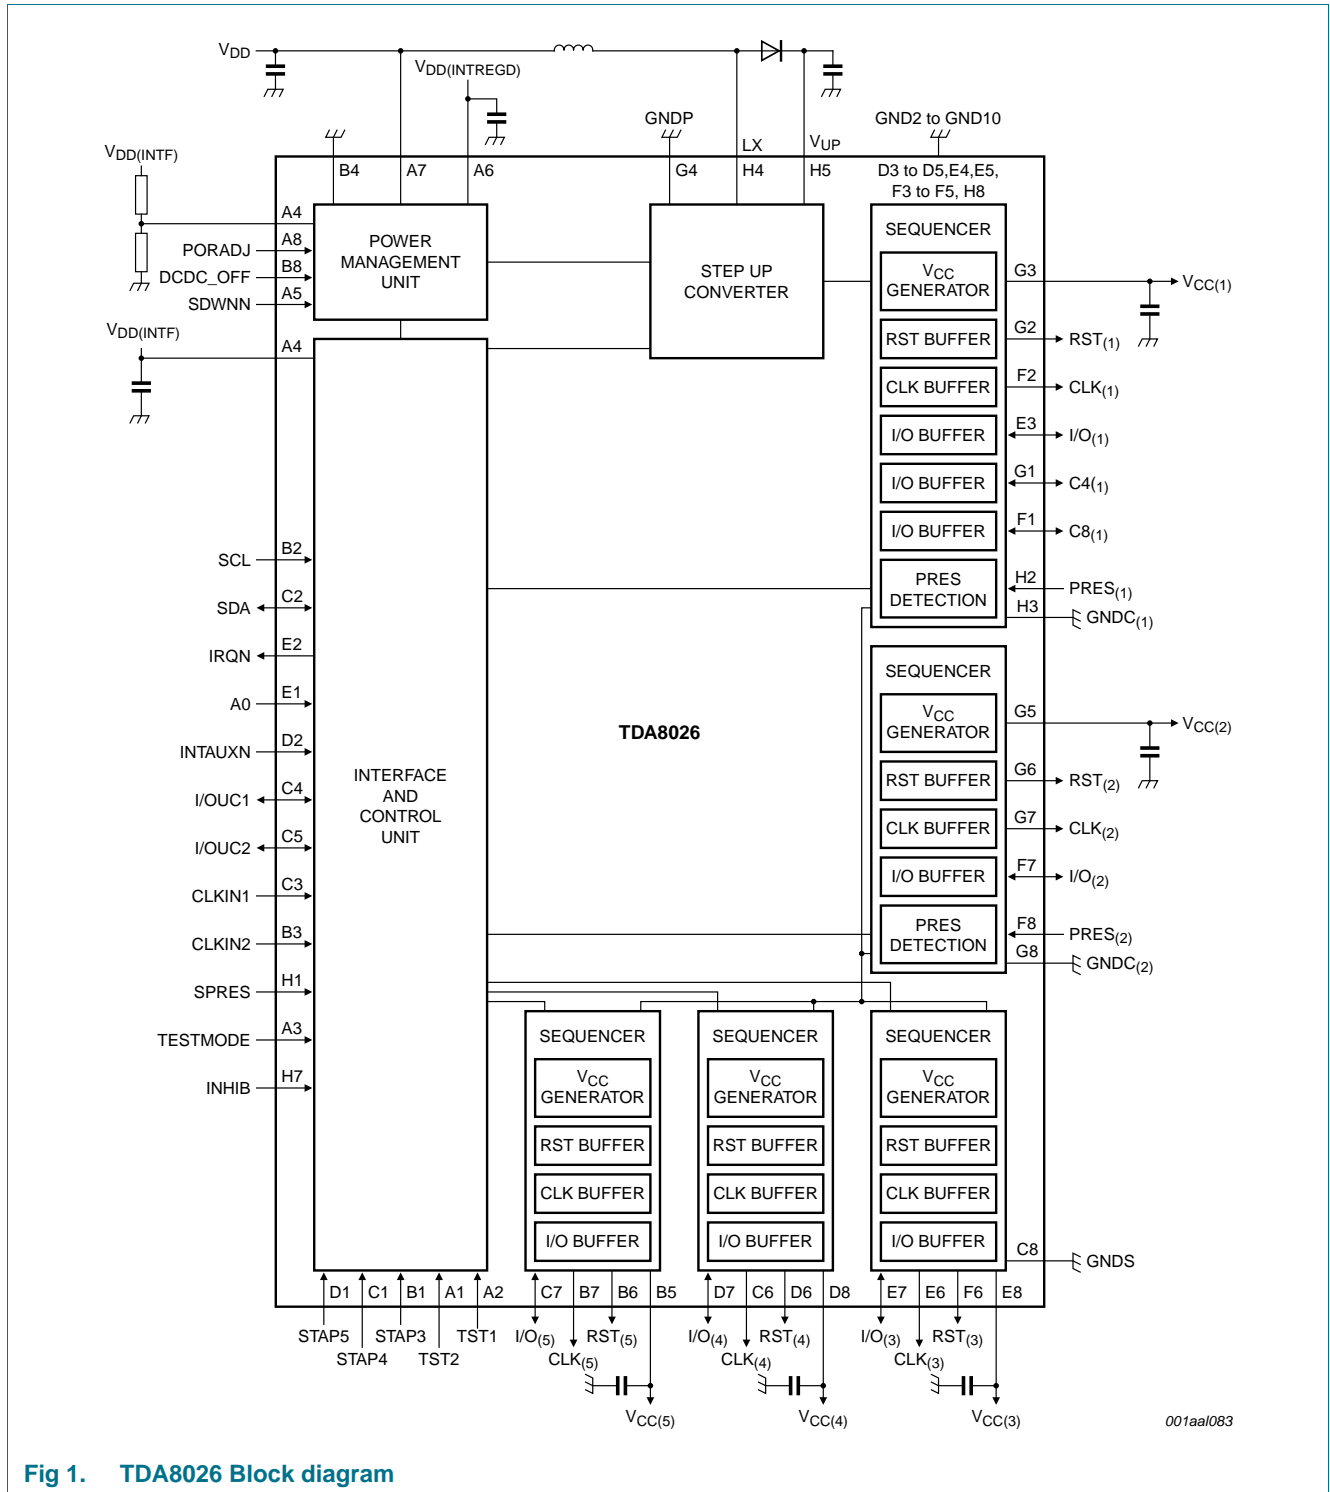 VDD
VDD(INTREGD)
GNDP
GND2 to GND10
LX
VUP
VDD(INTF)
B4
A7
A6
G4
H4
H5
D3 to D5,E4,E5,
F3 to F5, H8
A4
PORADJ
A8
DCDC_OFF
B8
SDWNN
A5
POWER
MANAGEMENT
UNIT
STEP UP
CONVERTER
SEQUENCER
VCC
GENERATOR
G3
VCC(1)
RST BUFFER
G2
RST(1)
CLK BUFFER
F2
CLK(1)
I/O BUFFER
E3
I/O(1)
I/O BUFFER
G1
C4(1)
I/O BUFFER
F1
C8(1)
PRES
DETECTION
H2
PRES(1)
H3
GNDC(1)
VDD(INTF)
A4
SCL
B2
SDA
C2
IRQN
E2
A0
E1
INTAUXN
D2
I/OUC1
C4
I/OUC2
C5
CLKIN1
C3
CLKIN2
B3
SPRES
H1
TESTMODE
A3
INHIB
H7
INTERFACE
AND
CONTROL
UNIT
TDA8026
SEQUENCER
VCC
GENERATOR
G5
VCC(2)
RST BUFFER
G6
RST(2)
CLK BUFFER
G7
CLK(2)
I/O BUFFER
F7
I/O(2)
PRES
DETECTION
F8
PRES(2)
G8
GNDC(2)
SEQUENCER
VCC
GENERATOR
RST BUFFER
CLK BUFFER
I/O BUFFER
SEQUENCER
VCC
GENERATOR
RST BUFFER
CLK BUFFER
I/O BUFFER
SEQUENCER
VCC
GENERATOR
RST BUFFER
CLK BUFFER
I/O BUFFER
C8
GNDS
D1
C1
B1
A1
A2
C7
B7
B6
B5
D7
C6
D6
D8
E7
E6
F6
E8
STAP5
STAP4
STAP3
TST2
TST1
I/O(5)
CLK(5)
RST(5)
VCC(5)
I/O(4)
CLK(4)
RST(4)
VCC(4)
I/O(3)
CLK(3)
RST(3)
VCC(3)
001aal083
Fig 1. TDA8026 Block diagram